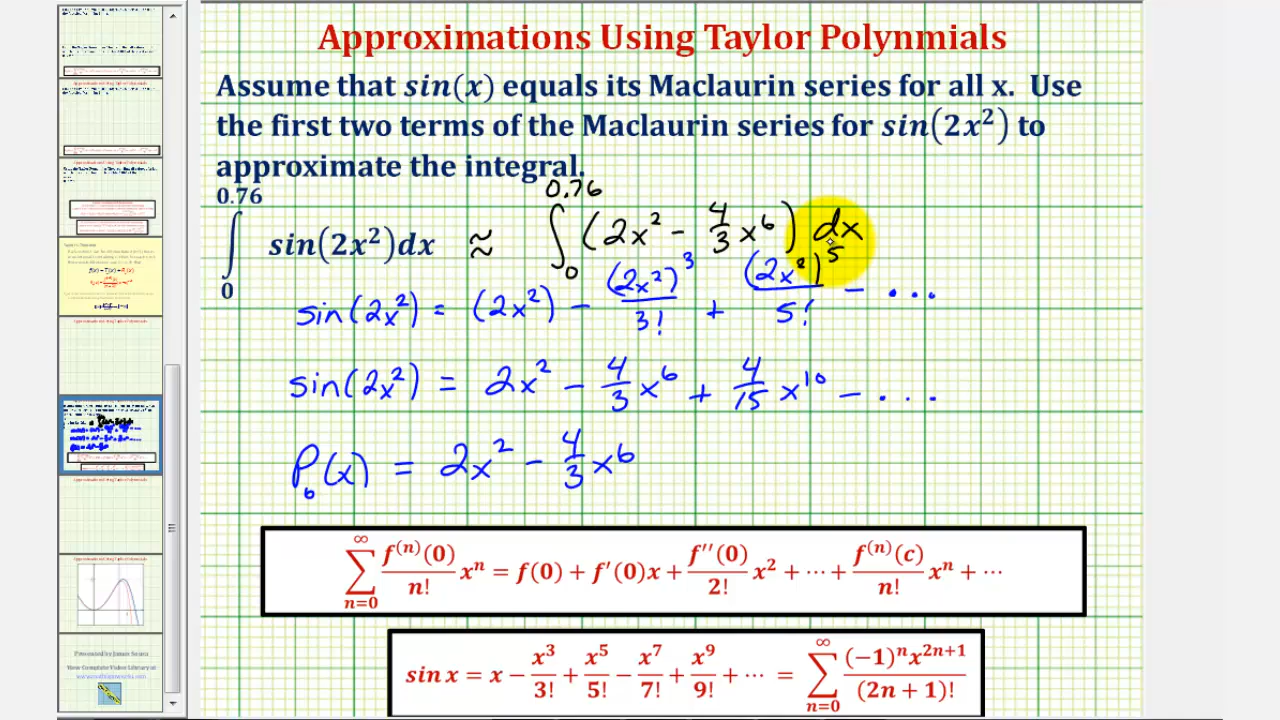 Approximations Using Taylor Polynmials
Assume that sin(x) equals its Maclaurin series for all x. Use
the first two terms of the Maclaurin series for sin(2x²) to
approximate the integral.
∫₀^0.76 sin(2x²)dx ≈ ∫₀^0.76 (2x² - 4/3 x⁶) dx
sin(2x²) = (2x²) - (2x²)³/3! + (2x²)⁵/5! - ...
sin(2x²) = 2x² - 4/3 x⁶ + 4/15 x¹⁰ - ...
P₆(x) = 2x² - 4/3 x⁶
∑_{n=0}^∞ f⁽ⁿ⁾(0)/n! xⁿ = f(0) + f′(0)x + f′′(0)/2! x² + ⋯ + f⁽ⁿ⁾(c)/n! xⁿ + ⋯
sin x = x − x³/3! + x⁵/5! − x⁷/7! + x⁹/9! + ⋯ = ∑_{n=0}^∞ (−1)ⁿx²ⁿ⁺¹/(2n + 1)!